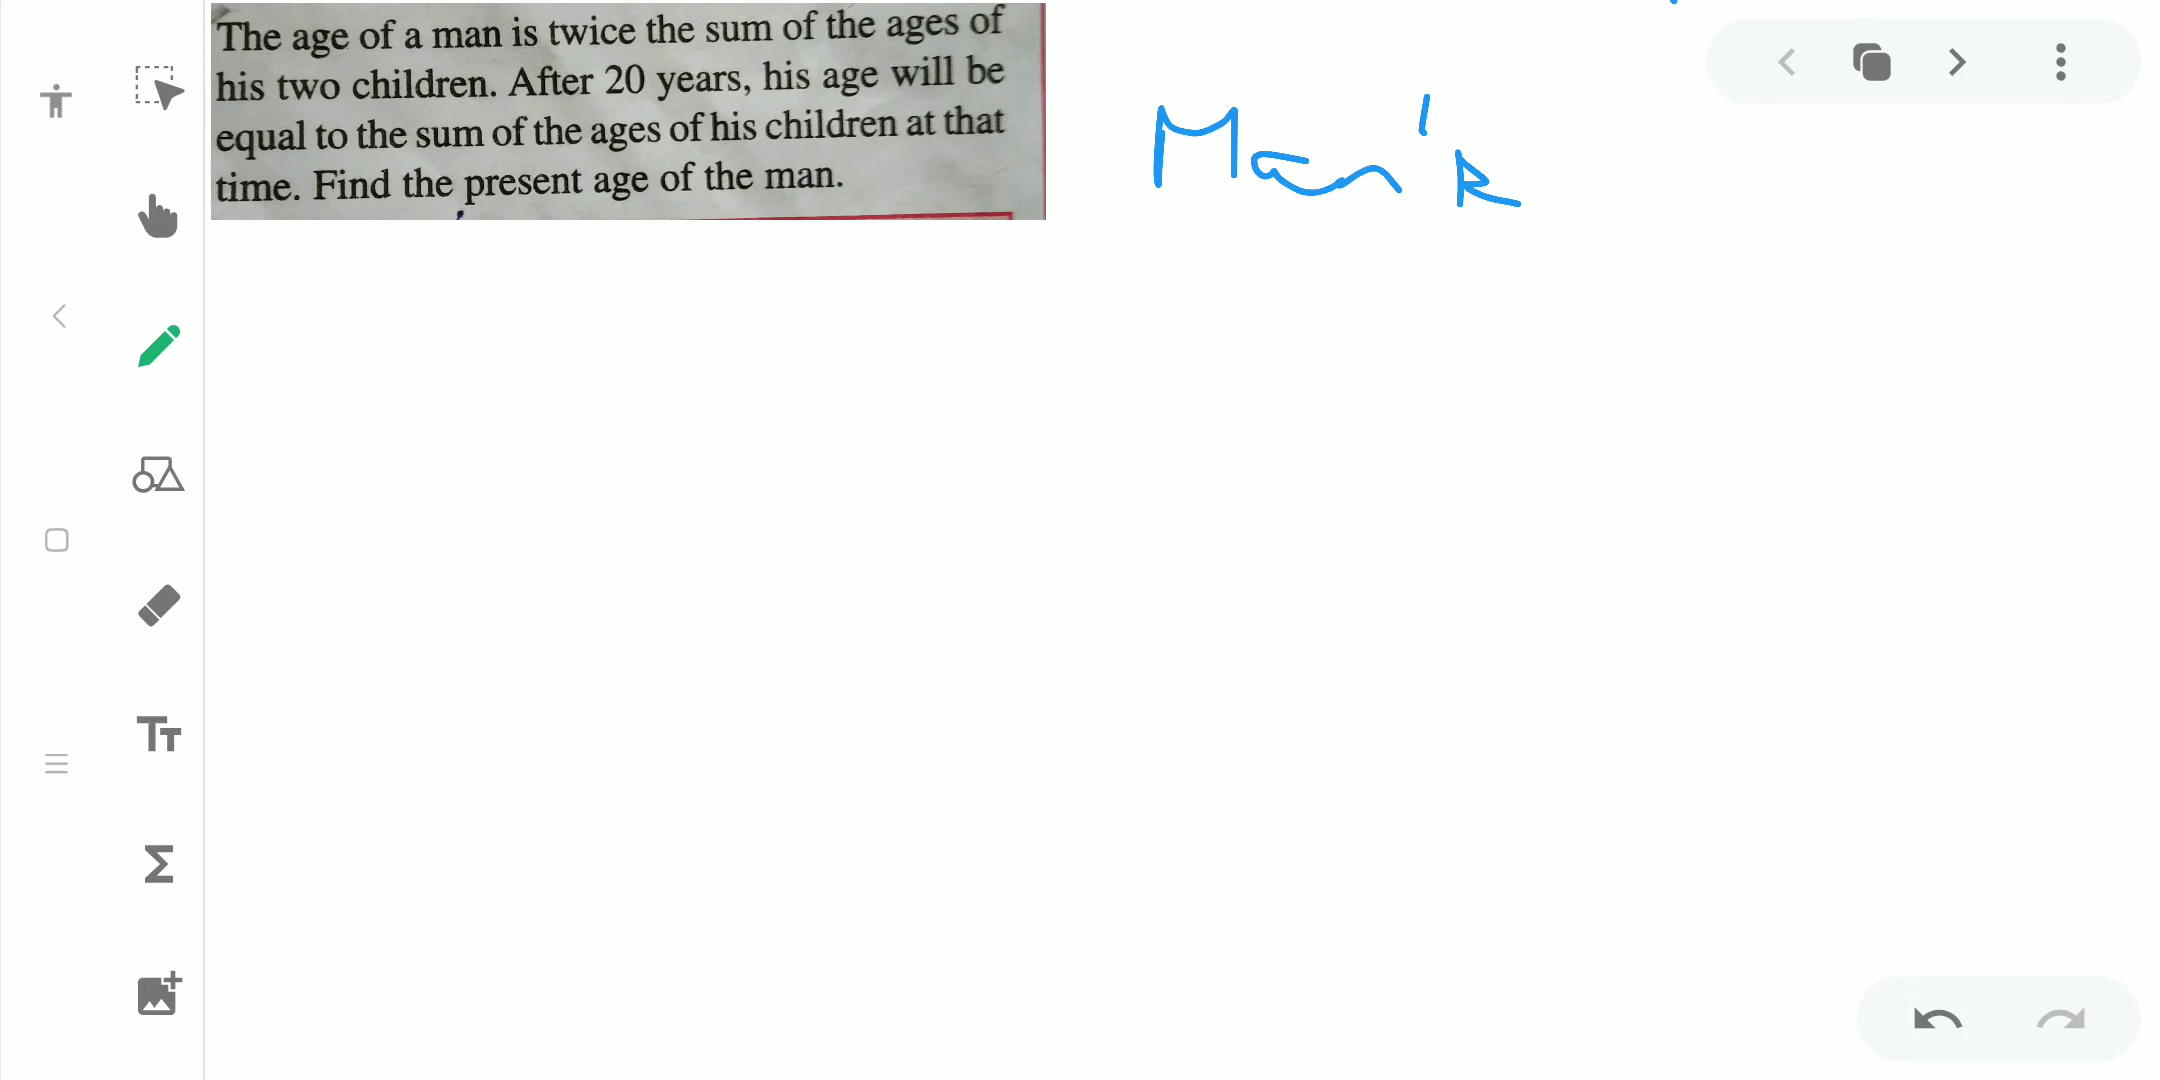 The age of a man is twice the sum of the ages of
his two children. After 20 years, his age will be
equal to the sum of the ages of his children at that
time. Find the present age of the man.
Man's
Tт
Σ